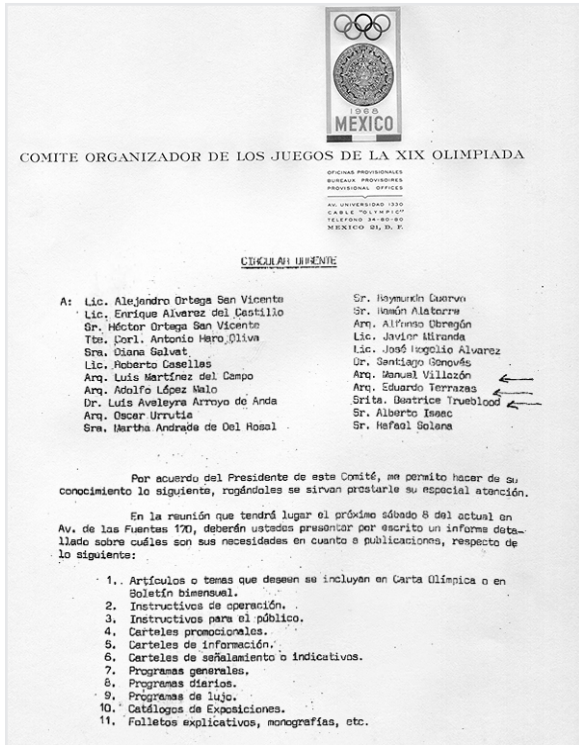 1968
MEXICO
COMITE ORGANIZADOR DE LOS JUEGOS DE LA XIX OLIMPIADA
OFICINAS PROVISIONALES
BUREAUX PROVISOIRES
PROVISIONAL OFFICES
AV. UNIVERSIDAD 1330
CABLE "OLYMPIC"
TELEFONO 34-80-80
MEXICO 21, D. F.
CIRCULAR URGENTE
A: Lic. Alejandro Ortega San Vicente
Lic. Enrique Alvarez del Castillo
Sr. Héctor Ortega San Vicente
Tte. Corl. Antonio Haro Oliva
Sra. Diana Salvat
Lic. Roberto Casellas
Arq. Luis Martínez del Campo
Arq. Adolfo López Malo
Dr. Luis Aveleyra Arroyo de Anda
Arq. Oscar Urrutia
Sra. Martha Andrade de Del Rosal
Sr. Raymundo Cuervo
Sr. Ramón Alatorre
Arq. Alfonso Obregón
Lic. Javier Miranda
Lic. José Rogelio Alvarez
Dr. Santiago Genovés
Arq. Manuel Villazón
Arq. Eduardo Terrazas
Srita. Beatrice Trueblood
Sr. Alberto Isaac
Sr. Rafael Solana
Por acuerdo del Presidente de este Comité, me permito hacer de su
conocimiento lo siguiente, rogándoles se sirvan prestarle su especial atención.
En la reunión que tendrá lugar el próximo sábado 8 del actual en
Av. de las Fuentes 170, deberán ustedes presentar por escrito un informe deta-
llado sobre cuáles son sus necesidades en cuanto a publicaciones, respecto de
lo siguiente:
1. Artículos o temas que deseen se incluyan en Carta Olímpica o en
Boletín bimensual.
2. Instructivos de operación.
3. Instructivos para el público.
4. Carteles promocionales.
5. Carteles de información.
6. Carteles de señalamiento o indicativos.
7. Programas generales.
8. Programas diarios.
9. Programas de lujo.
10. Catálogos de Exposiciones.
11. Folletos explicativos, monografías, etc.